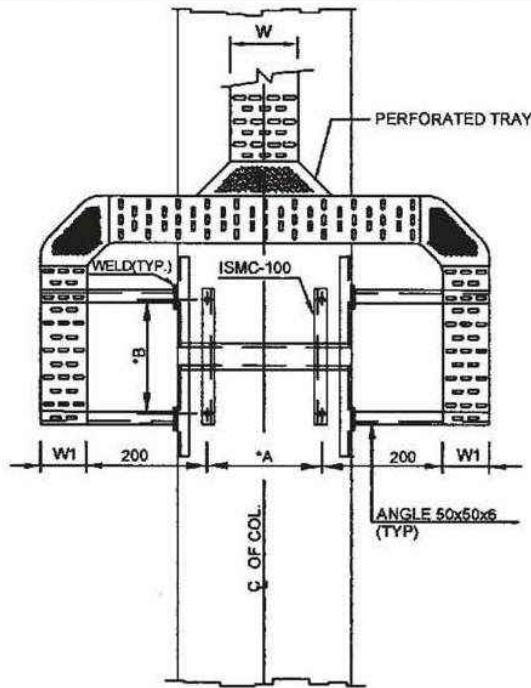 W
PERFORATED TRAY
WELD(TYP.)
ISMC-100
*B
W1
200
*A
200
W1
ANGLE 50x50x6
(TYP)
C OF COL.